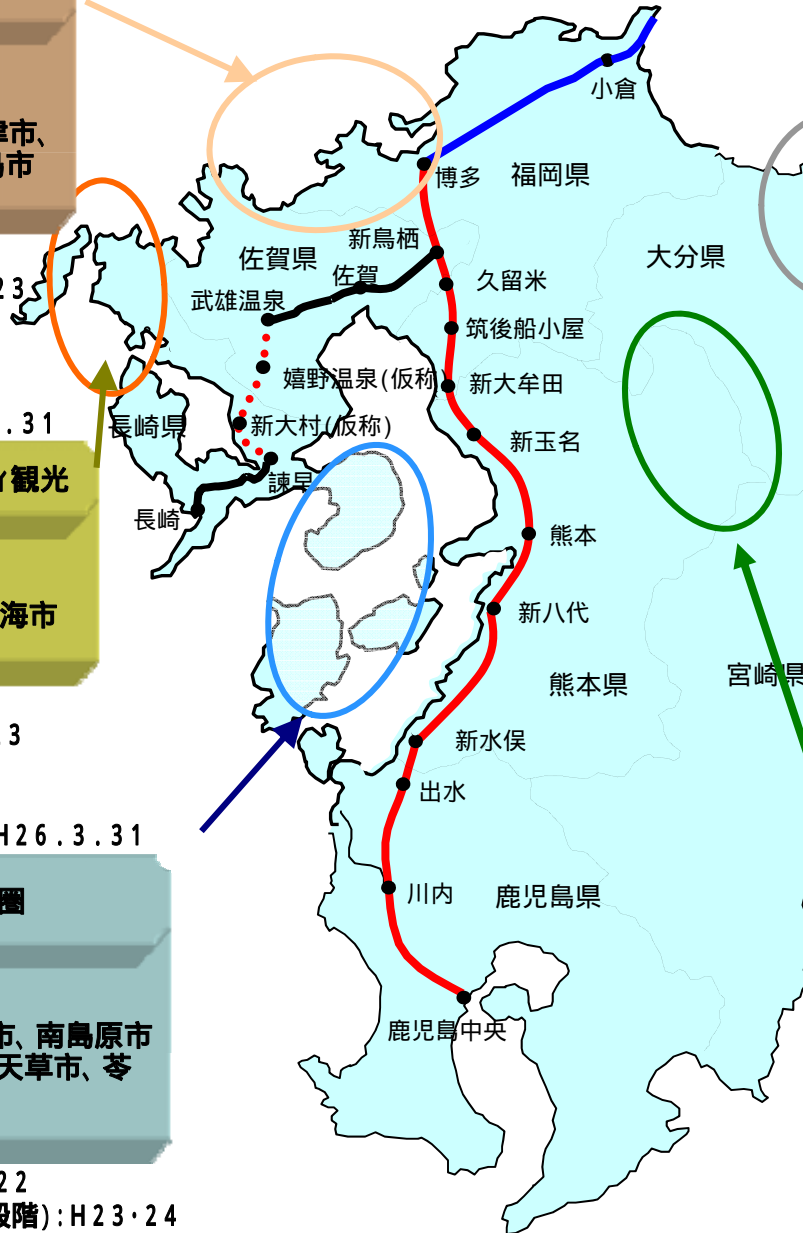 津市、
島市
23
.31
ィ観光
海市
.3
H26.3.31
圏
市、南島原市
天草市、苓
22
段階):H23・24
小倉
博多
福岡県
新鳥栖
佐賀県
佐賀
大分県
武雄温泉
久留米
筑後船小屋
嬉野温泉(仮称)
新大牟田
長崎県
新大村(仮称)
新玉名
諫早
長崎
熊本
新八代
熊本県
宮崎県
新水俣
出水
川内
鹿児島県
鹿児島中央